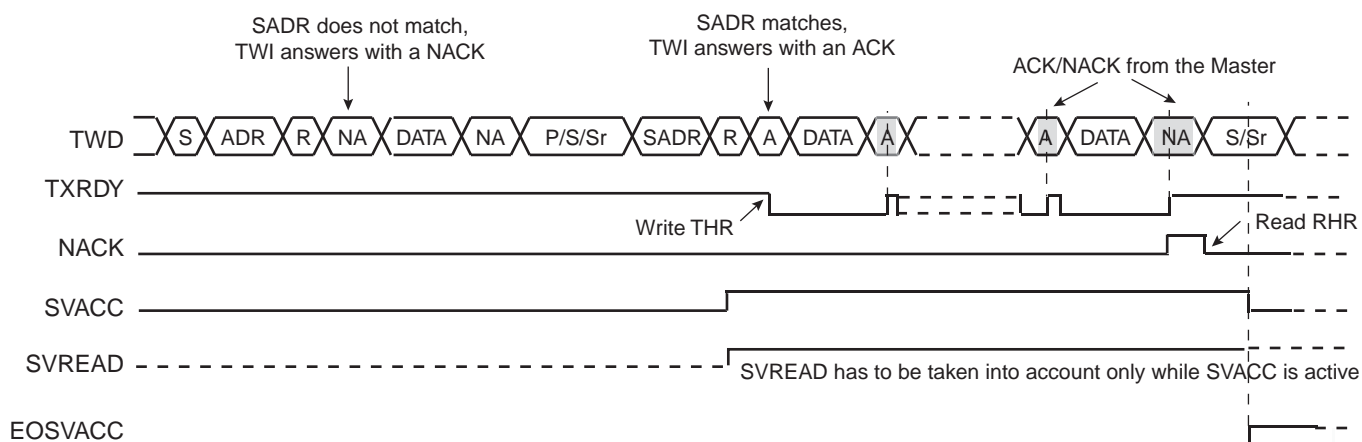 SADR does not match,
TWI answers with a NACK
SADR matches,
TWI answers with an ACK
ACK/NACK from the Master
TWD S ADR R NA DATA NA P/S/Sr SADR R A DATA A A DATA NA S/Sr
TXRDY
Write THR
Read RHR
NACK
SVACC
SVREAD
SVREAD has to be taken into account only while SVACC is active
EOSVACC